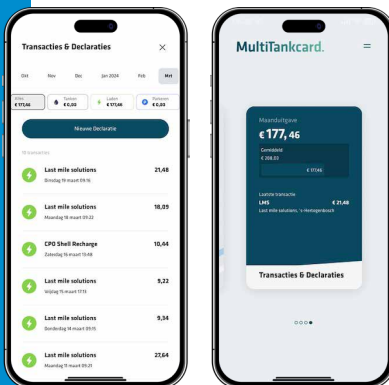 Transacties & Declaraties
Okt Nov Dec Jan 2024 Feb Mrt
Alles Tanken Laden Parkeren
€ 177,46 € 0,00 € 177,46 € 0,00
Nieuwe Declaratie
transacties
Last mile solutions 21,48
Dinsdag 19 maart 09:16
Last mile solutions 18,09
Maandag 18 maart 09:22
CPO Shell Recharge 10,44
Zaterdag 16 maart 13:48
Last mile solutions 9,22
Vrijdag 15 maart 17:13
Last mile solutions 9,34
Donderdag 14 maart 09:15
Last mile solutions 27,64
Maandag 11 maart 09:21
MultiTankcard.
Maanduitgave
€ 177,46
Gemiddeld
€ 208,03
€ 177,46
Laatste transactie
LMS € 21,48
Last mile solutions, 's-Hertogenbosch
Transacties & Declaraties